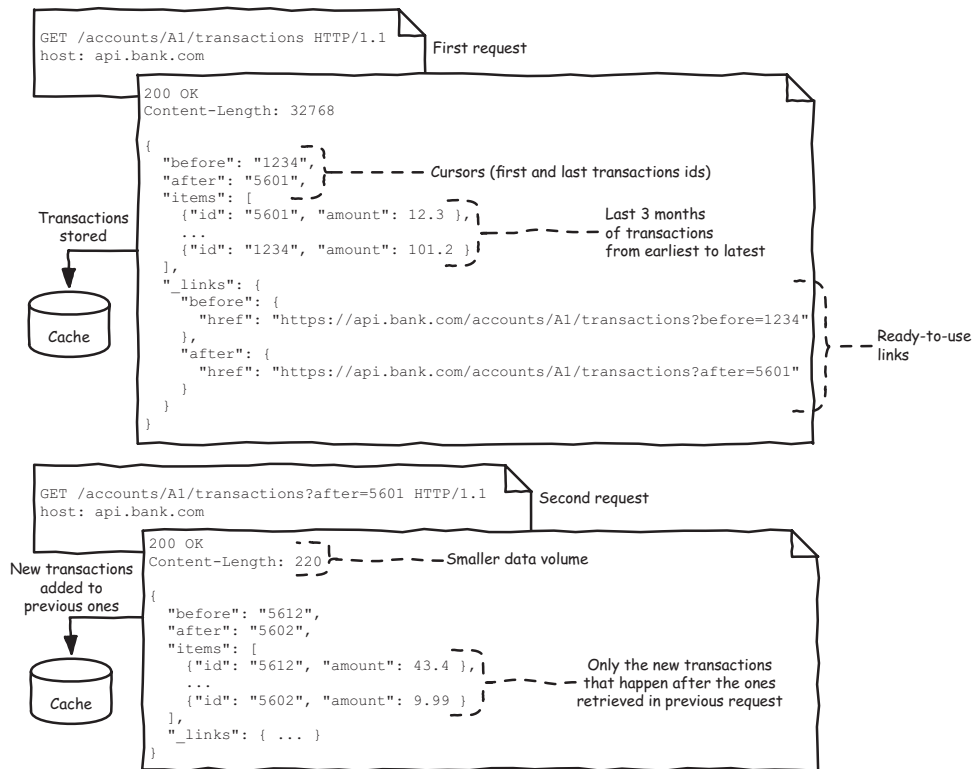 GET /accounts/A1/transactions HTTP/1.1
host: api.bank.com
First request
200 OK
Content-Length: 32768
{
"before": "1234",
"after": "5601",
Cursors (first and last transactions ids)
"items": [
{"id": "5601", "amount": 12.3 },
...
{"id": "1234", "amount": 101.2 }
],
Last 3 months
of transactions
from earliest to latest
Transactions
stored
Cache
"_links": {
"before": {
"href": "https://api.bank.com/accounts/A1/transactions?before=1234"
},
"after": {
"href": "https://api.bank.com/accounts/A1/transactions?after=5601"
}
}
}
Ready-to-use
links
GET /accounts/A1/transactions?after=5601 HTTP/1.1
host: api.bank.com
Second request
200 OK
Content-Length: 220
Smaller data volume
New transactions
added to
previous ones
Cache
{
"before": "5612",
"after": "5602",
"items": [
{"id": "5612", "amount": 43.4 },
...
{"id": "5602", "amount": 9.99 }
],
"_links": { ... }
}
Only the new transactions
that happen after the ones
retrieved in previous request